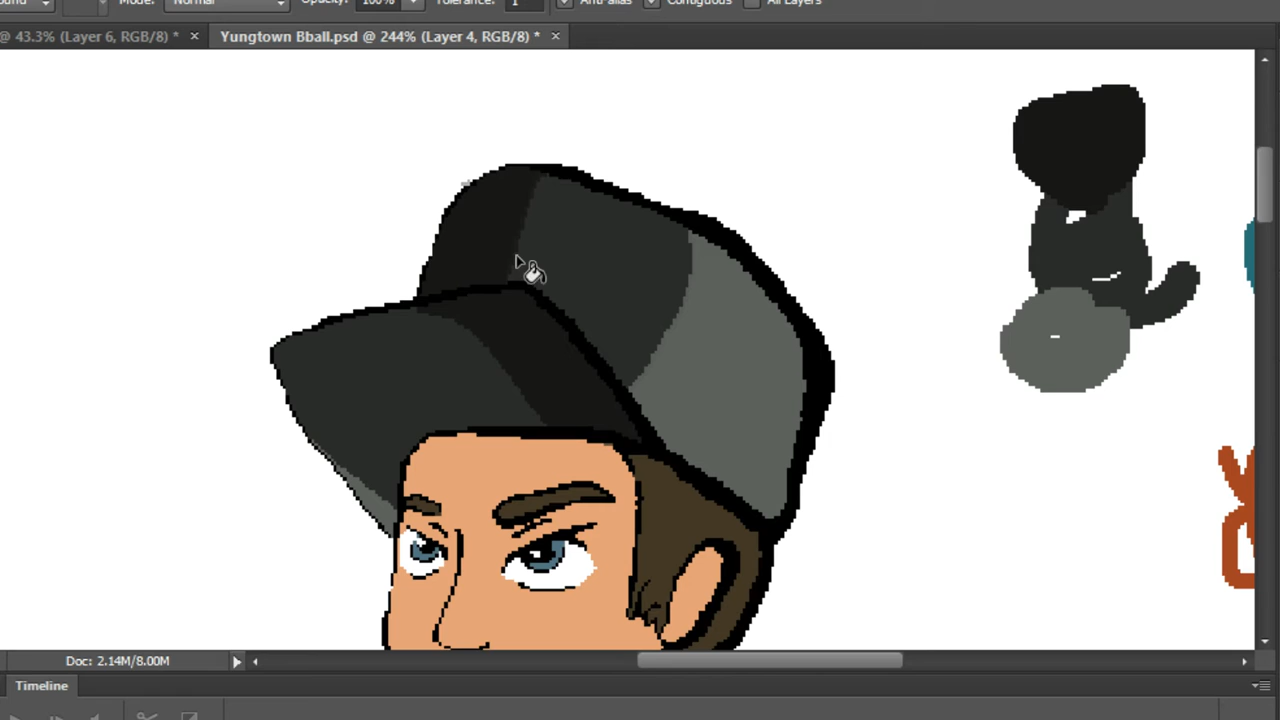 ound Mode: Normal Opacity: 100% Tolerance: 1 Anti-alias Contiguous All Layers
@ 43.3% (Layer 6, RGB/8) * × Yungtown Bball.psd @ 244% (Layer 4, RGB/8) * ×
Doc: 2.14M/8.00M
Timeline